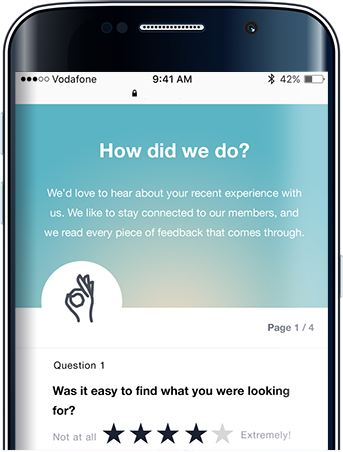 Vodafone 9:41 AM 42%
How did we do?
We'd love to hear about your recent experience with
us. We like to stay connected to our members, and
we read every piece of feedback that comes through.
Page 1 / 4
Question 1
Was it easy to find what you were looking
for?
Not at all Extremely!